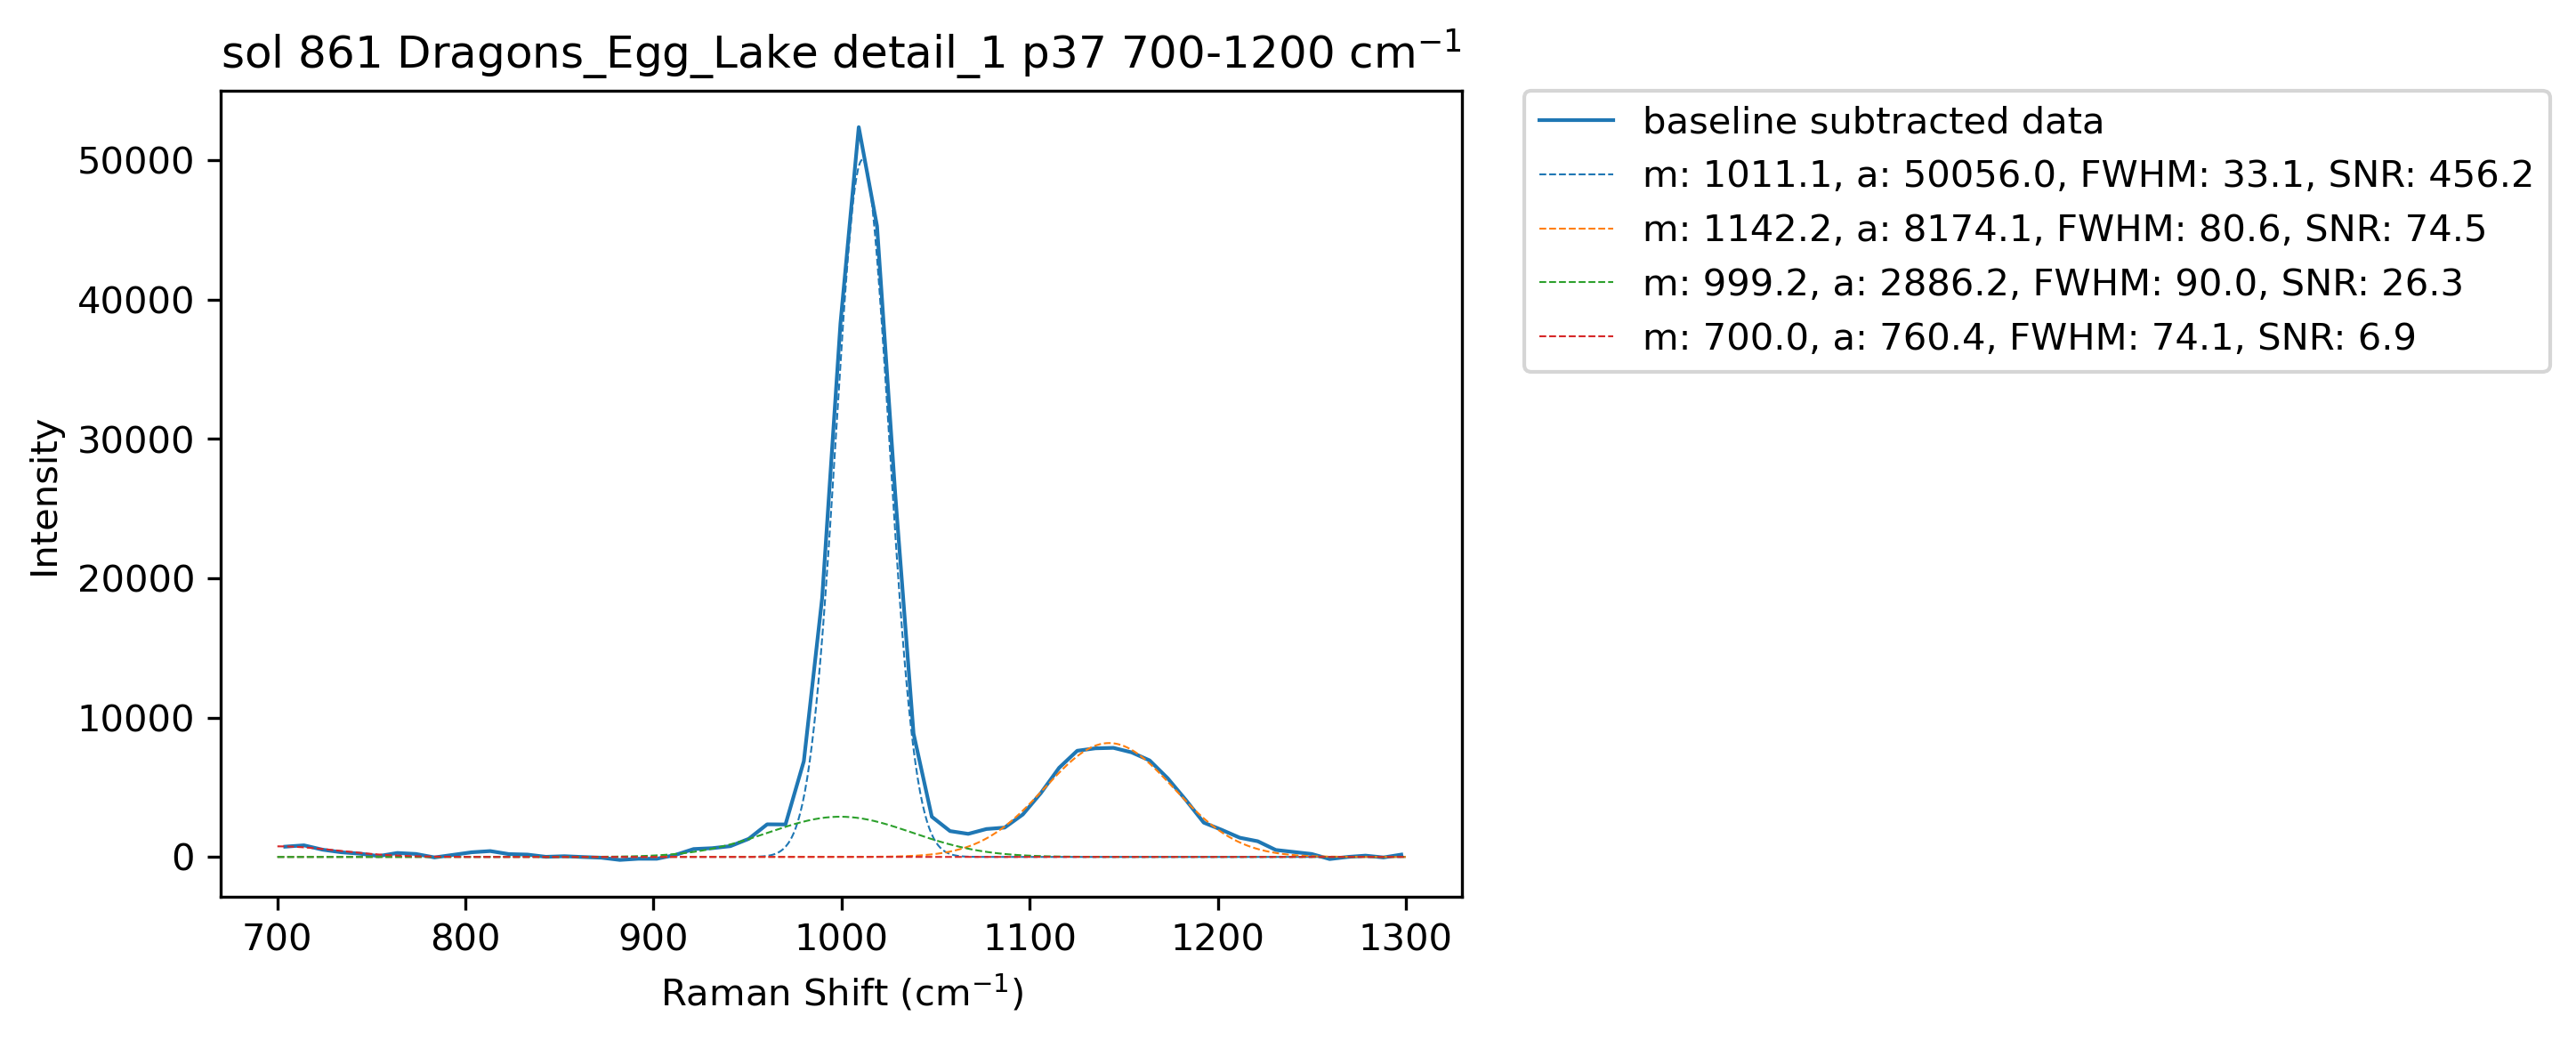 sol 861 Dragons_Egg_Lake detail_1 p37 700-1200 cm⁻¹
baseline subtracted data
m: 1011.1, a: 50056.0, FWHM: 33.1, SNR: 456.2
m: 1142.2, a: 8174.1, FWHM: 80.6, SNR: 74.5
m: 999.2, a: 2886.2, FWHM: 90.0, SNR: 26.3
m: 700.0, a: 760.4, FWHM: 74.1, SNR: 6.9
Intensity
50000
40000
30000
20000
10000
0
700 800 900 1000 1100 1200 1300
Raman Shift (cm⁻¹)